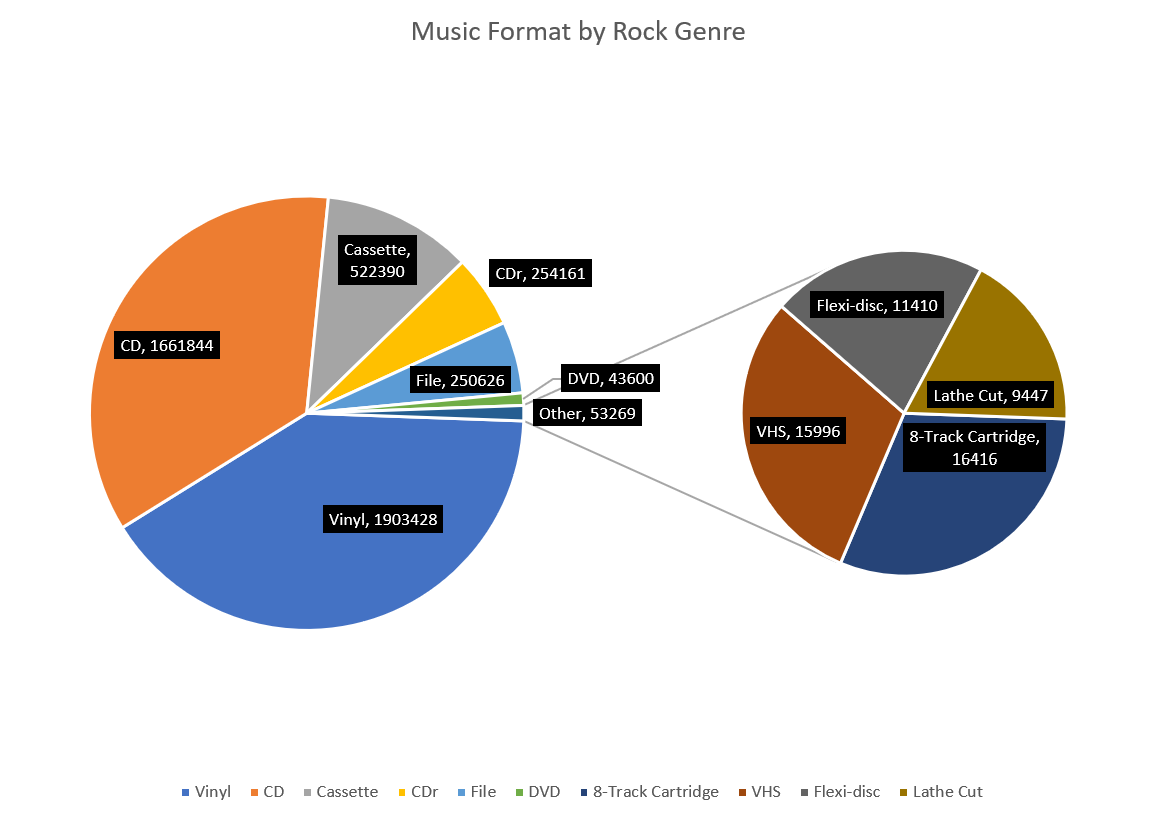 Music Format by Rock Genre
Cassette,
522390
CDr, 254161
CD, 1661844
File, 250626
DVD, 43600
Other, 53269
Vinyl, 1903428
Flexi-disc, 11410
Lathe Cut, 9447
VHS, 15996
8-Track Cartridge,
16416
Vinyl CD Cassette CDr File DVD 8-Track Cartridge VHS Flexi-disc Lathe Cut